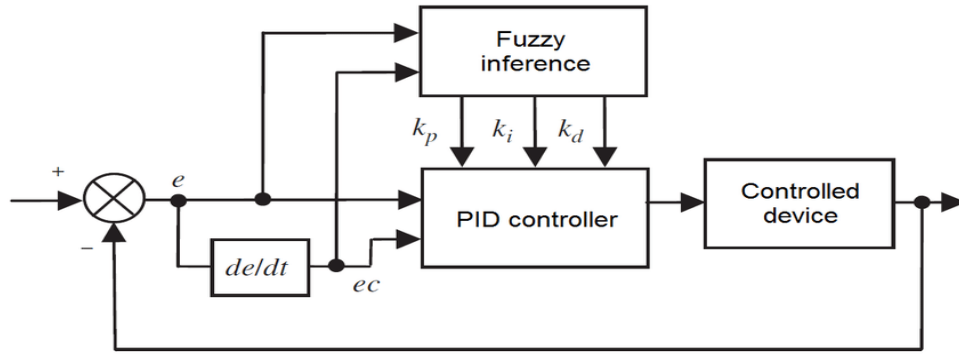 Fuzzy
inference
k_p k_i k_d
+
e
PID controller
Controlled
device
−
de/dt
ec